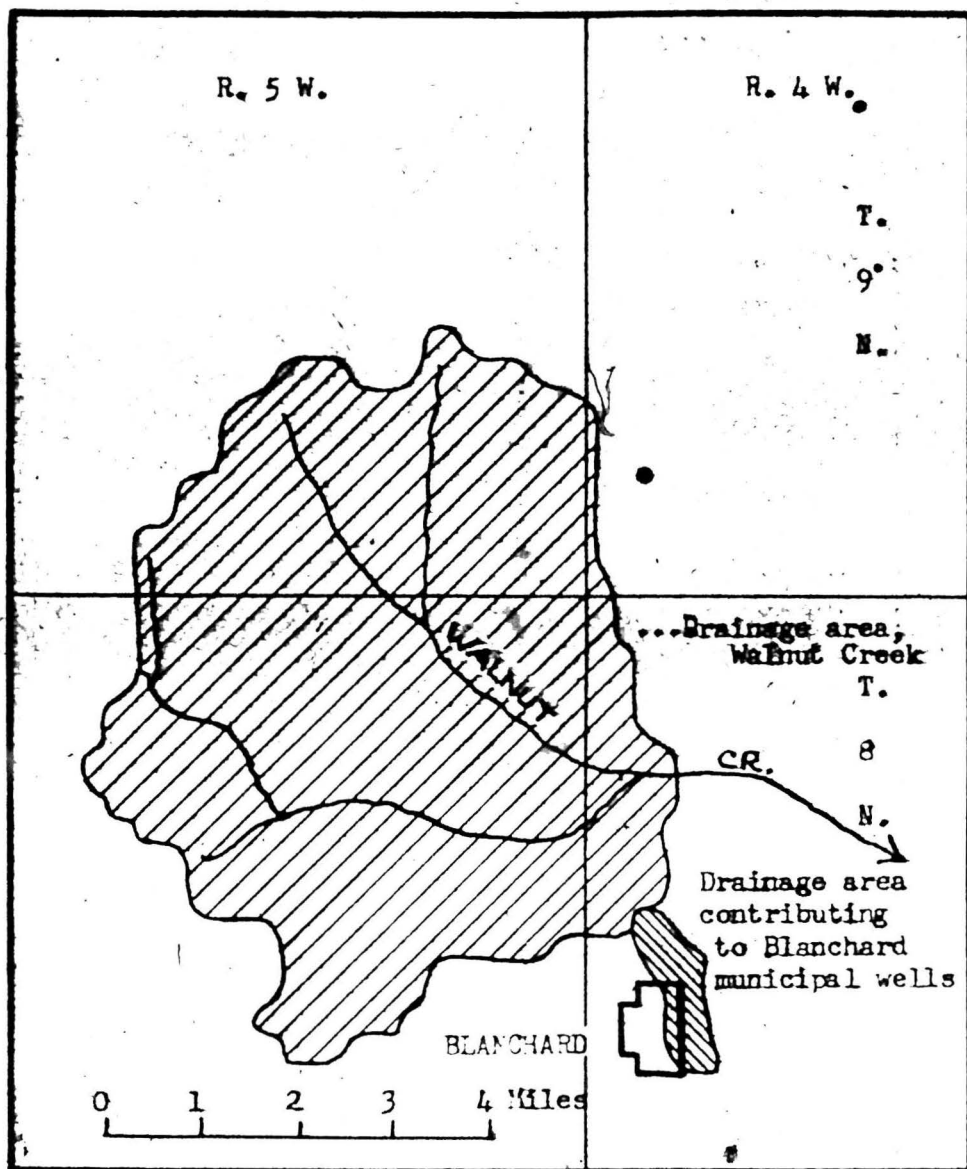 R. 5 W.
R. 4 W.
T.
9
N.
...Drainage area,
Walnut Creek
T.
8
N.
WALNUT
CR.
Drainage area
contributing
to Blanchard
municipal wells
BLANCHARD
0 1 2 3 4 Miles